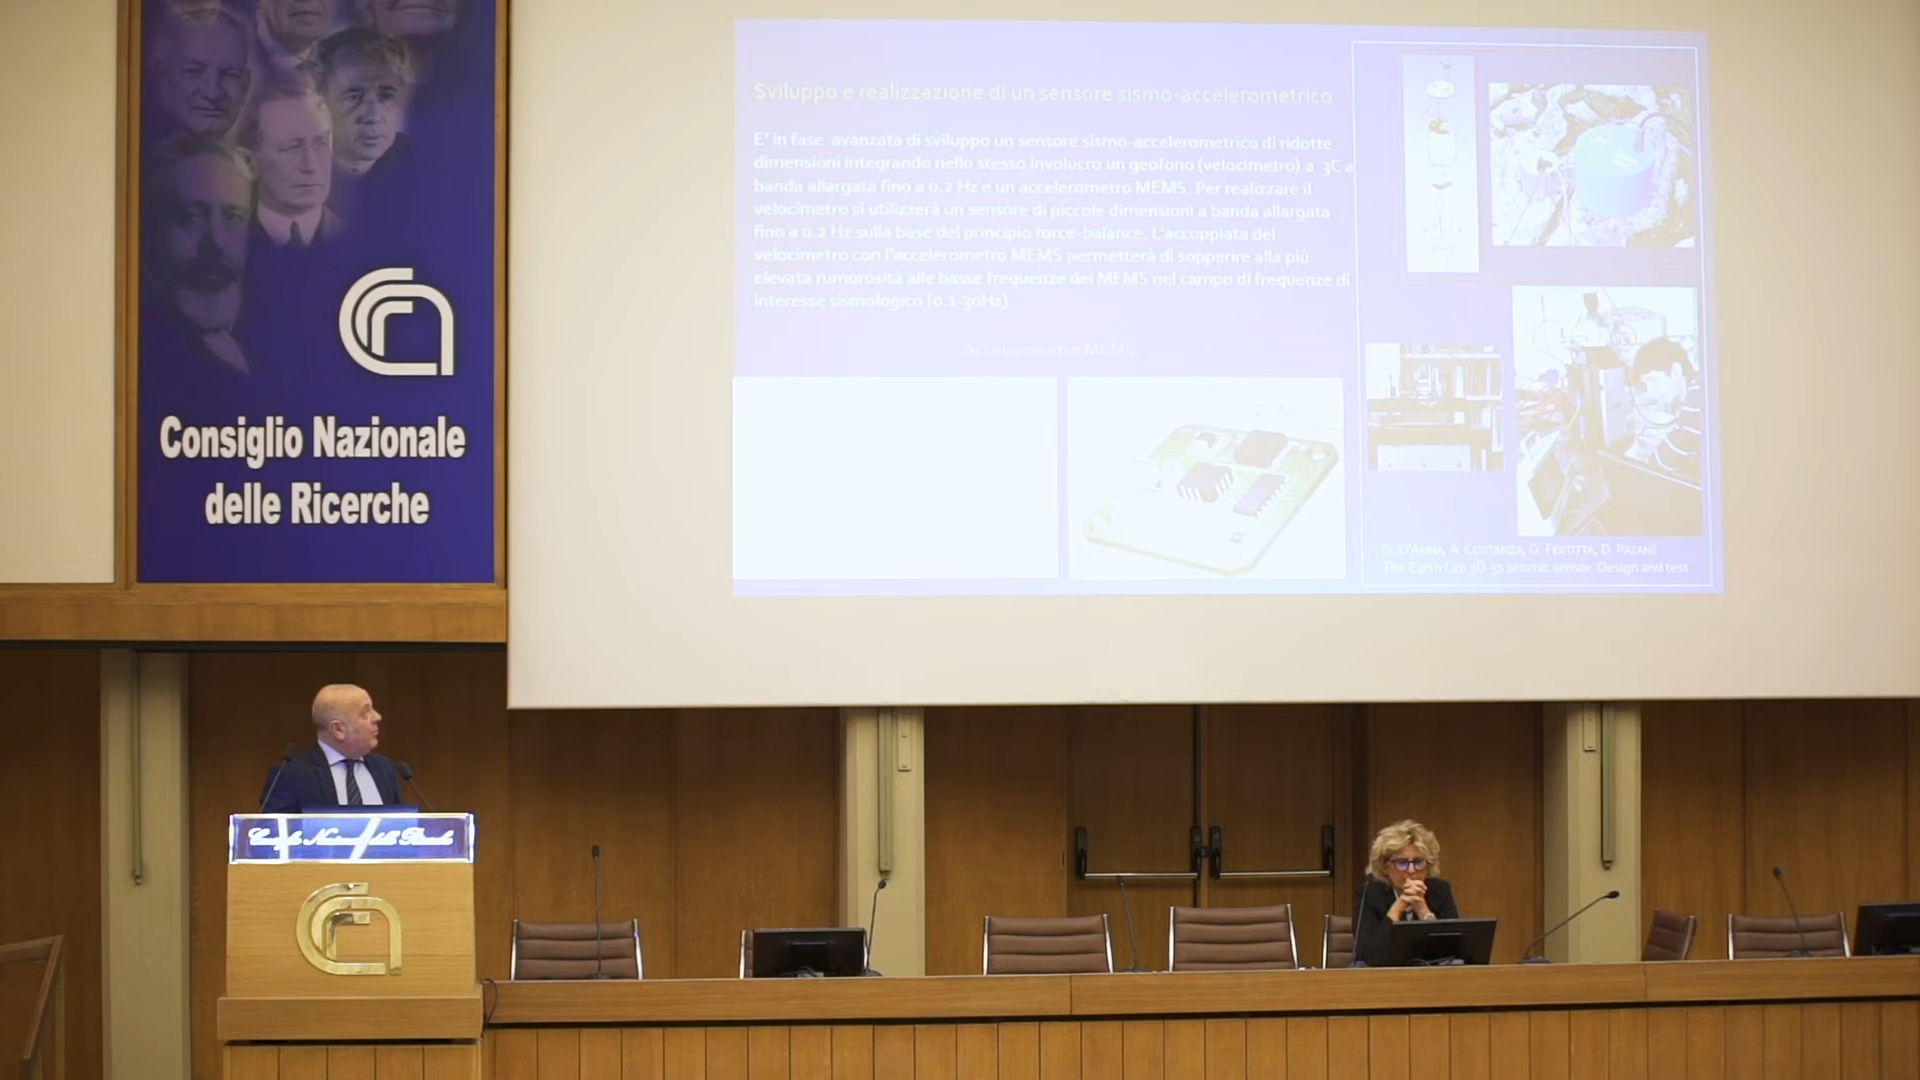 Consiglio Nazionale
delle Ricerche
Sviluppo e realizzazione di un sensore sismo-accelerometrico
E' in fase avanzata di sviluppo un sensore sismo-accelerometrico di ridotte
dimensioni integrando nello stesso involucro un geofono (velocimetro) a 3C a
banda allargata fino a 0.2 Hz e un accelerometro MEMS. Per realizzare il
velocimetro si utilizzerà un sensore di piccole dimensioni a banda allargata
fino a 0.2 Hz sulla base del principio force-balance. L'accoppiata del
velocimetro con l'accelerometro MEMS permetterà di sopperire alla più
elevata rumorosità alle basse frequenze dei MEMS nel campo di frequenze di
interesse sismologico (0.1-30Hz).
Accelerometro MEMS
G. D'Anna, A. Costanza, G. Fertitta, D. Patanè
The Earth Lab 3D-5s seismic sensor. Design and test
Consiglio Nazionale delle Ricerche